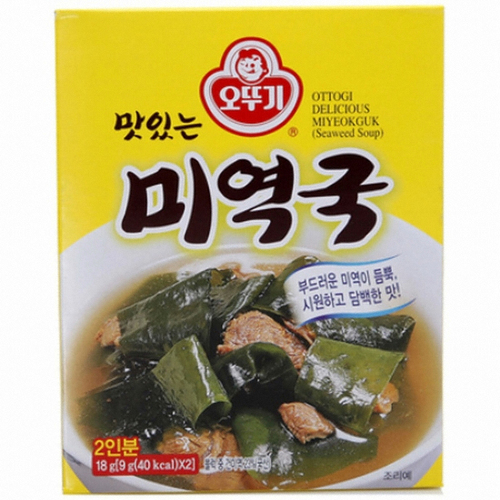 오뚜기
®
OTTOGI
DELICIOUS
MIYEOKGUK
(Seaweed Soup)
맛있는
미역국
부드러운 미역이 듬뿍,
시원하고 담백한 맛!
2인분
18 g[9 g(40 kcal)X2]
조리예